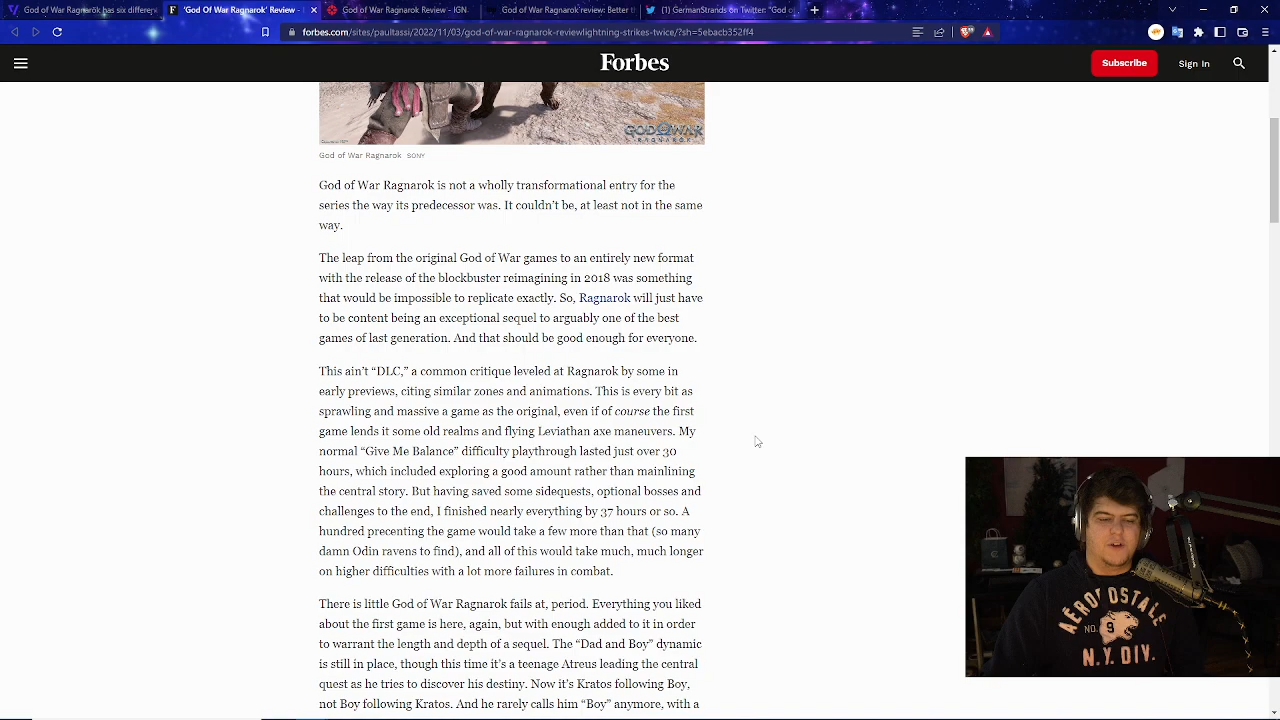 God of War Ragnarok has six differe
'God Of War Ragnarok' Review -
God of War Ragnarok Review - IGN
God of War Ragnarök review: Better t
(1) GermanStrands on Twitter: "God o
forbes.com/sites/paultassi/2022/11/03/god-of-war-ragnarok-reviewlightning-strikes-twice/?sh=5ebacb352ff4
Forbes
Subscribe
Sign In
GOD OF WAR
RAGNARÖK
God of War Ragnarok SONY
God of War Ragnarok is not a wholly transformational entry for the
series the way its predecessor was. It couldn't be, at least not in the same
way.
The leap from the original God of War games to an entirely new format
with the release of the blockbuster reimagining in 2018 was something
that would be impossible to replicate exactly. So, Ragnarok will just have
to be content being an exceptional sequel to arguably one of the best
games of last generation. And that should be good enough for everyone.
This ain't “DLC,” a common critique leveled at Ragnarok by some in
early previews, citing similar zones and animations. This is every bit as
sprawling and massive a game as the original, even if of course the first
game lends it some old realms and flying Leviathan axe maneuvers. My
normal “Give Me Balance” difficulty playthrough lasted just over 30
hours, which included exploring a good amount rather than mainlining
the central story. But having saved some sidequests, optional bosses and
challenges to the end, I finished nearly everything by 37 hours or so. A
hundred precenting the game would take a few more than that (so many
damn Odin ravens to find), and all of this would take much, much longer
on higher difficulties with a lot more failures in combat.
There is little God of War Ragnarok fails at, period. Everything you liked
about the first game is here, again, but with enough added to it in order
to warrant the length and depth of a sequel. The “Dad and Boy” dynamic
is still in place, though this time it's a teenage Atreus leading the central
quest as he tries to discover his destiny. Now it's Kratos following Boy,
not Boy following Kratos. And he rarely calls him “Boy” anymore, with a
AÉROPOSTALE
NO. 9
N.Y. DIV.